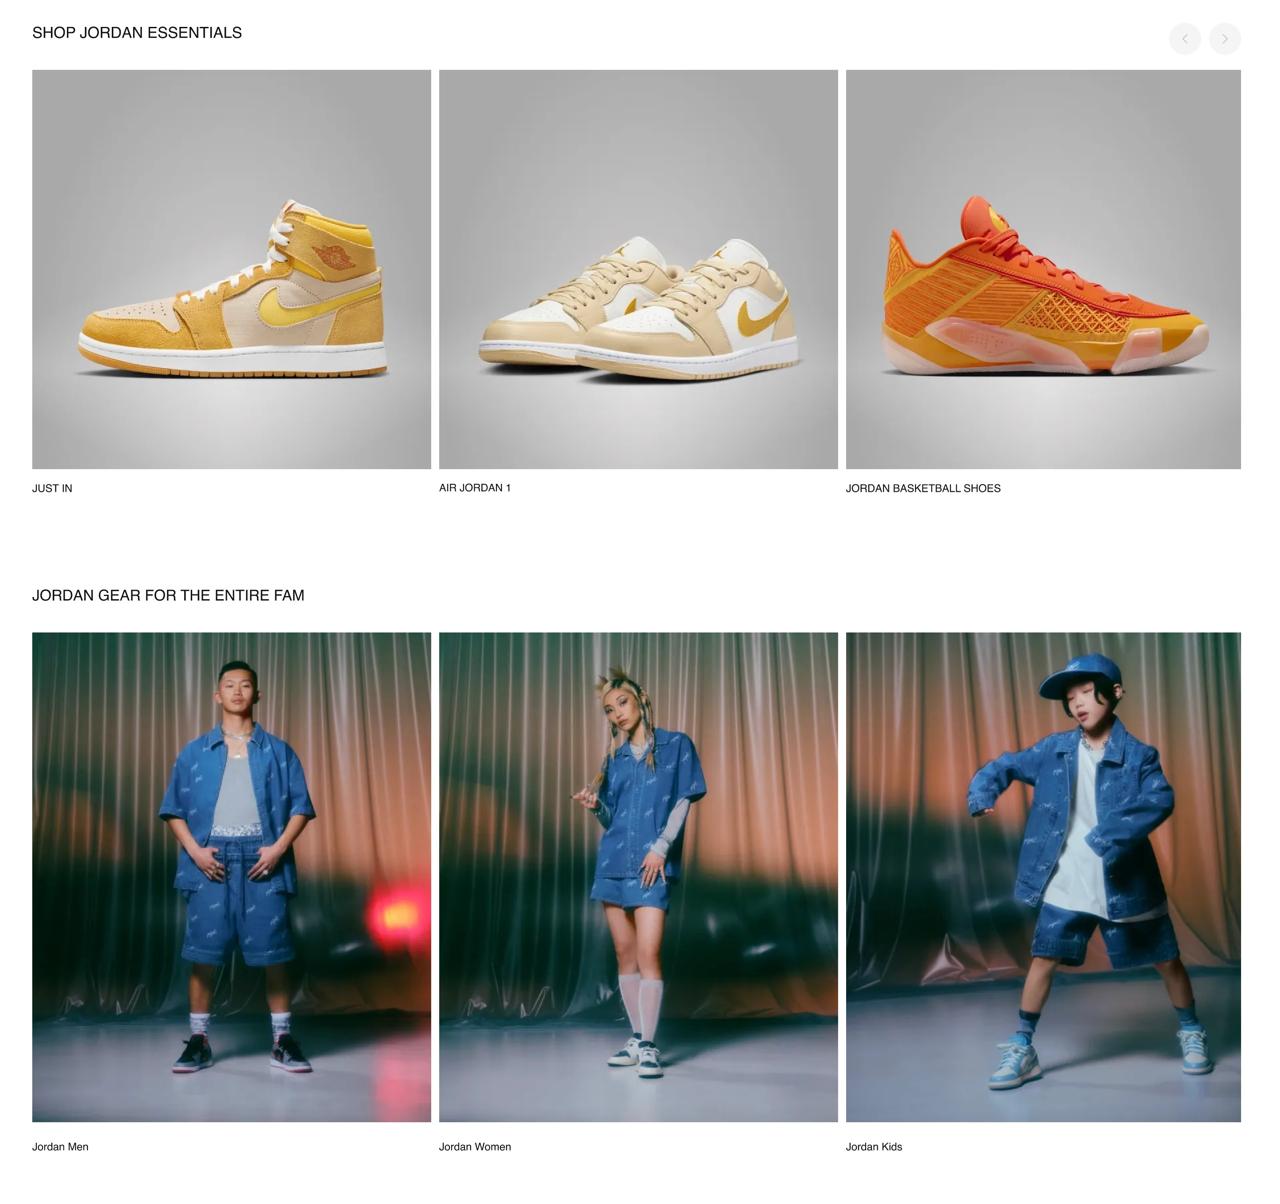 SHOP JORDAN ESSENTIALS
JUST IN
AIR JORDAN 1
JORDAN BASKETBALL SHOES
JORDAN GEAR FOR THE ENTIRE FAM
Jordan Men
Jordan Women
Jordan Kids